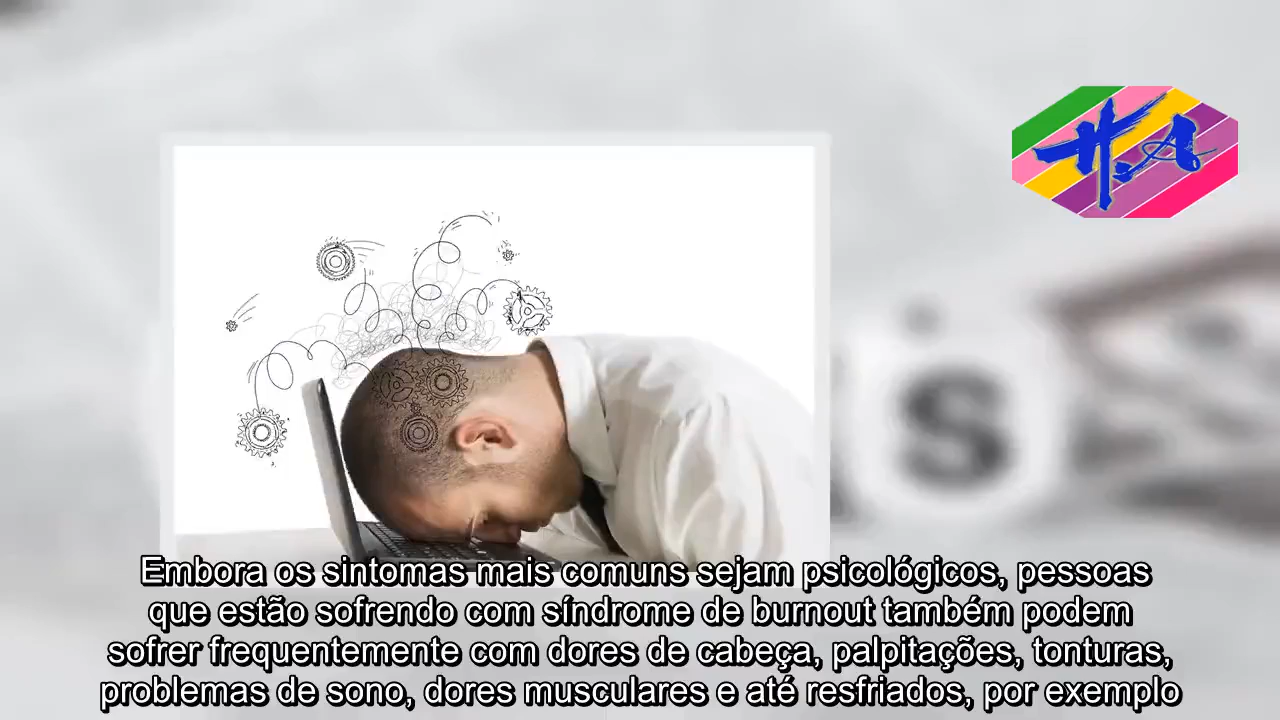 H.A
s
Embora os sintomas mais comuns sejam psicológicos, pessoas
que estão sofrendo com síndrome de burnout também podem
sofrer frequentemente com dores de cabeça, palpitações, tonturas,
problemas de sono, dores musculares e até resfriados, por exemplo